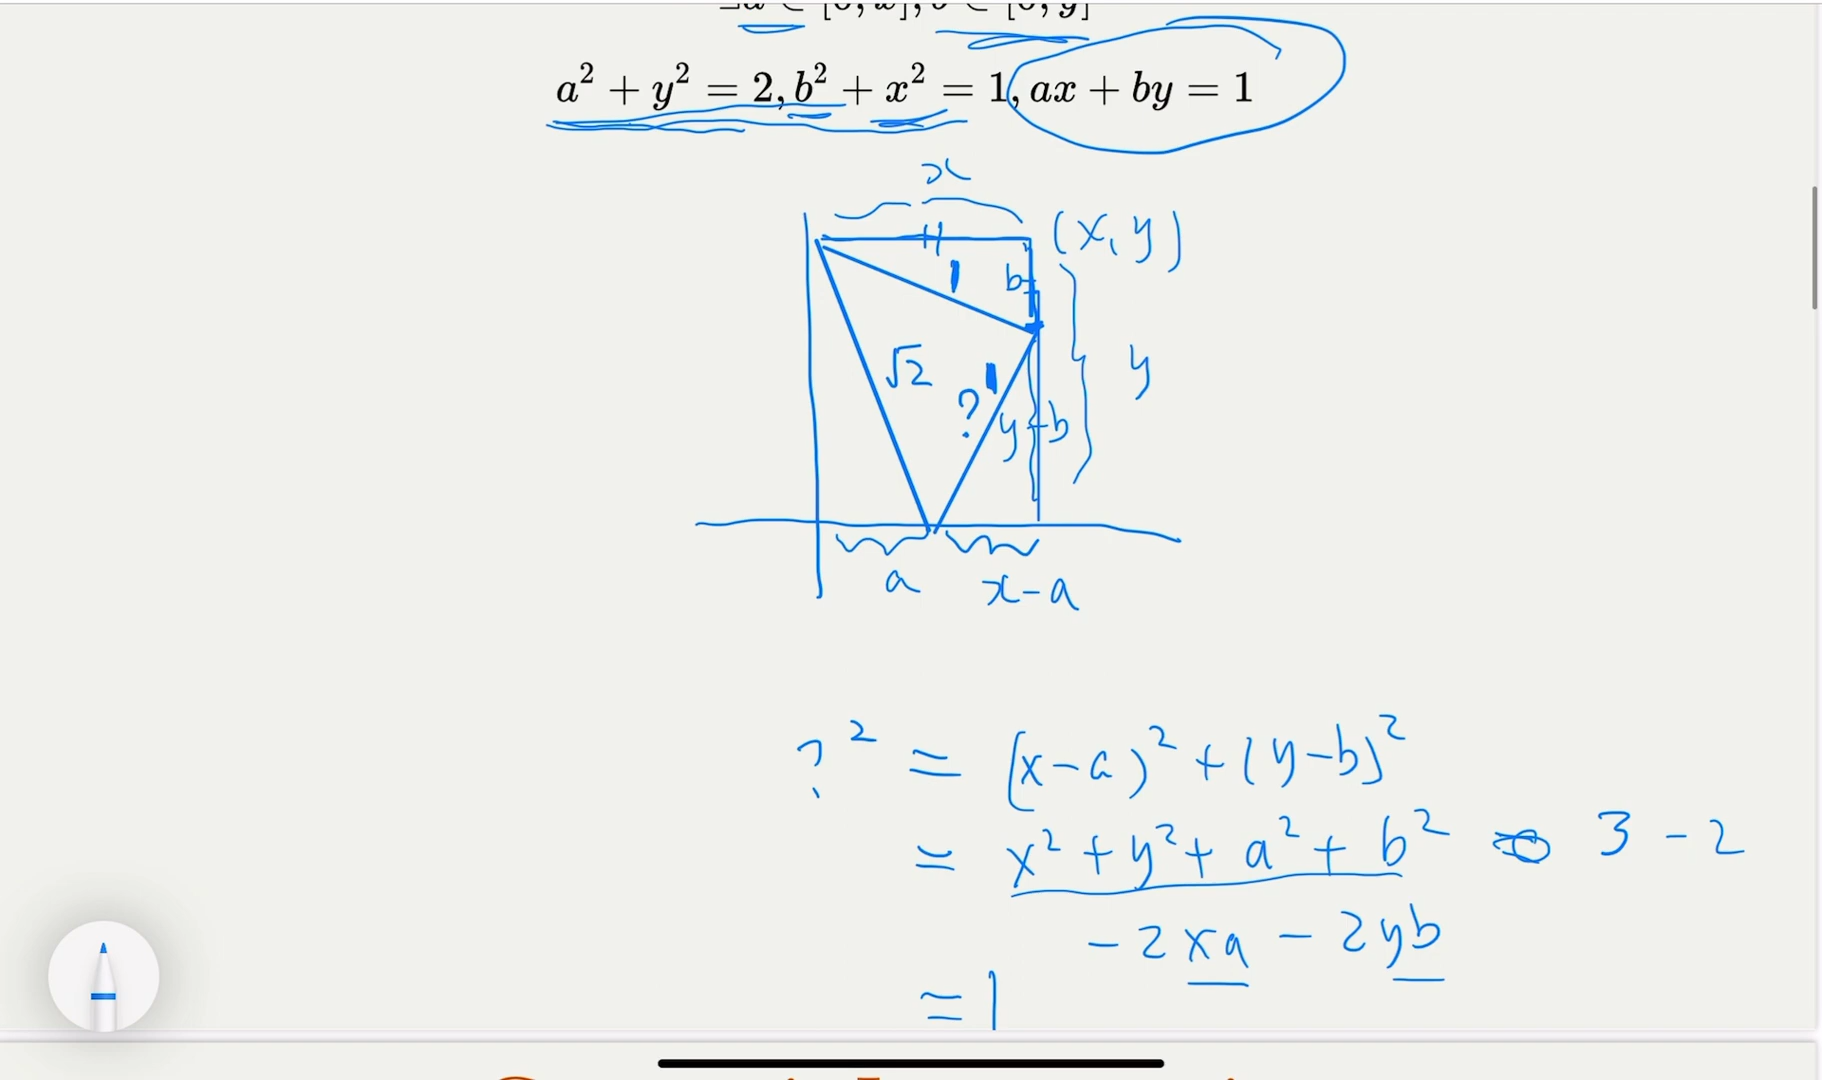 a² + y² = 2, b² + x² = 1, ax + by = 1
x
(x, y)
1
b
√2
1
y
?
y-b
a
x-a
?² = (x-a)² + (y-b)²
= x² + y² + a² + b² 3 - 2
- 2xa - 2yb
= 1